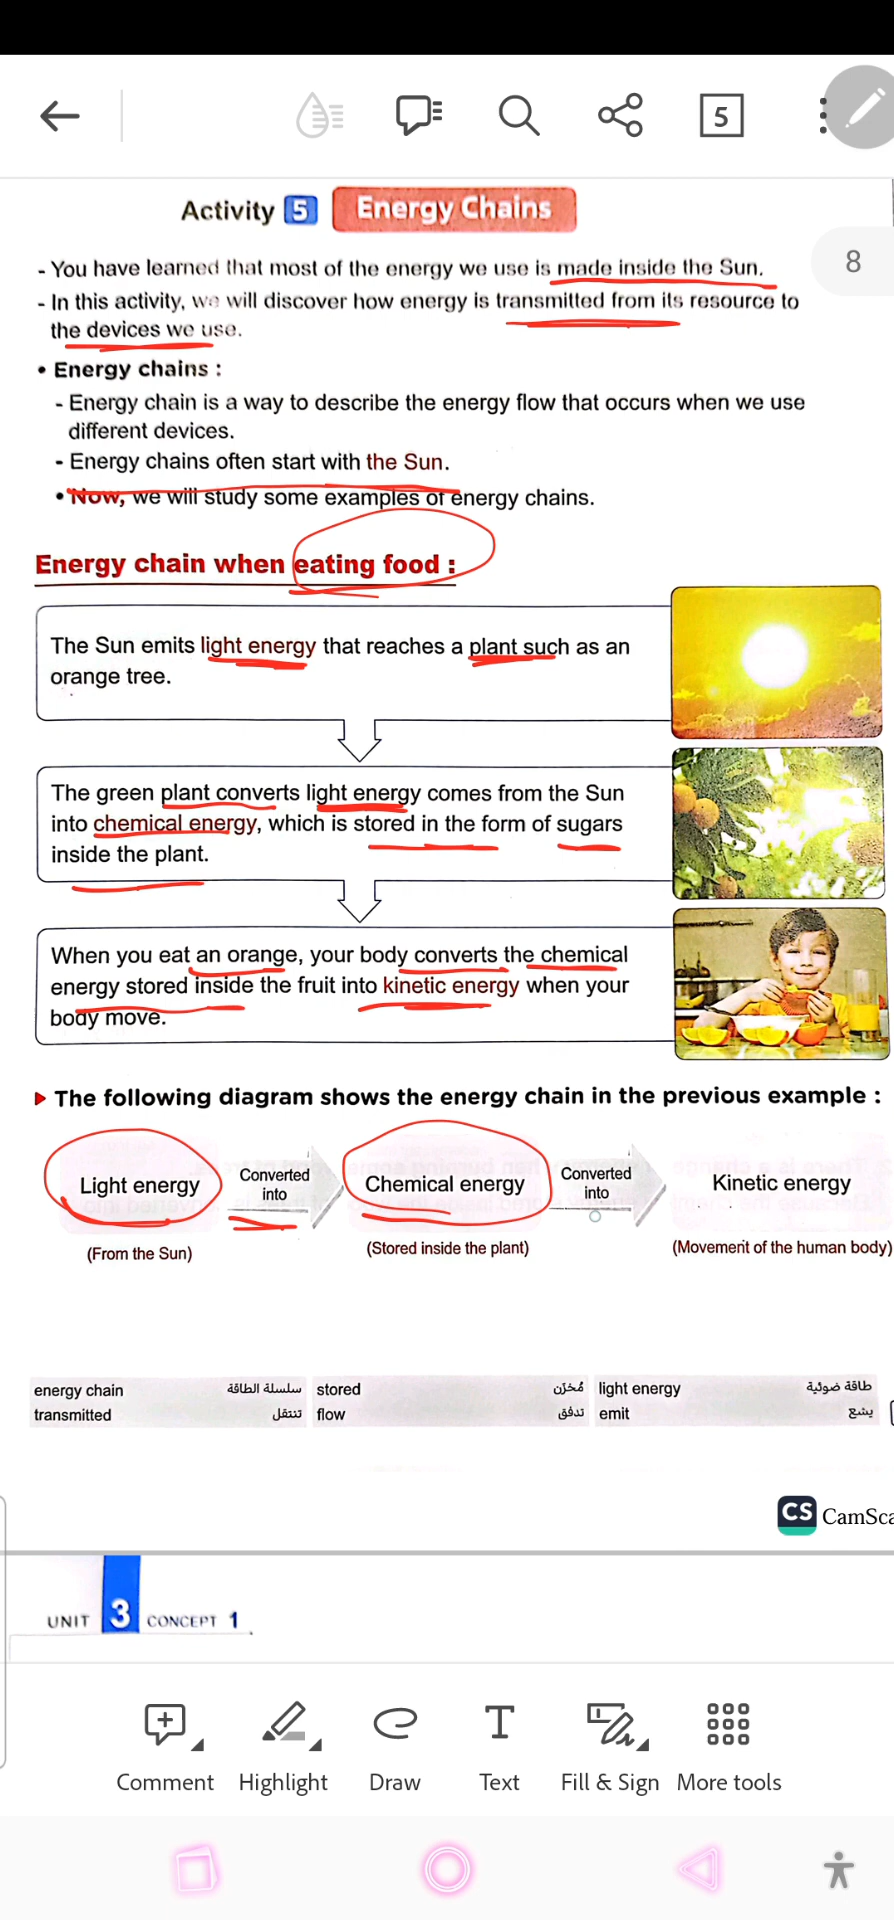 5
Activity 5 Energy Chains
8
- You have learned that most of the energy we use is made inside the Sun.
- In this activity, we will discover how energy is transmitted from its resource to
the devices we use.
• Energy chains :
- Energy chain is a way to describe the energy flow that occurs when we use
different devices.
- Energy chains often start with the Sun.
• Now, we will study some examples of energy chains.
Energy chain when eating food :
The Sun emits light energy that reaches a plant such as an
orange tree.
The green plant converts light energy comes from the Sun
into chemical energy, which is stored in the form of sugars
inside the plant.
When you eat an orange, your body converts the chemical
energy stored inside the fruit into kinetic energy when your
body move.
The following diagram shows the energy chain in the previous example :
Light energy
Converted
into
Chemical energy
Converted
into
Kinetic energy
(From the Sun)
(Stored inside the plant)
(Movement of the human body)
energy chain سلسلة الطاقة stored مُخزّن light energy طاقة ضوئية
transmitted تنتقل flow تدفق emit يشع
CS CamSca
UNIT 3 CONCEPT 1
Comment Highlight Draw Text Fill & Sign More tools